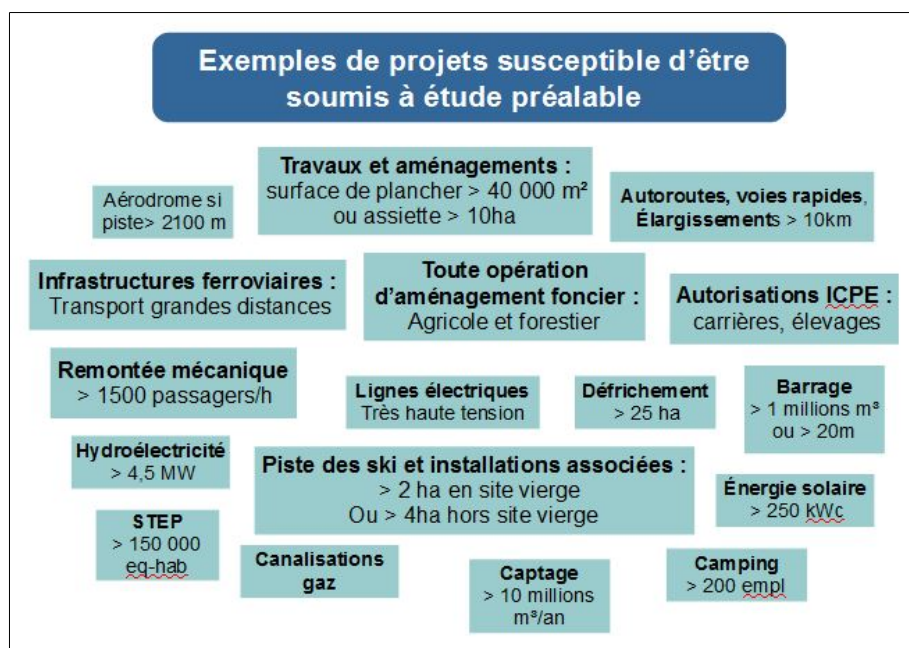 Exemples de projets susceptible d'être
soumis à étude préalable
Travaux et aménagements :
surface de plancher > 40 000 m²
ou assiette > 10ha
Aérodrome si
piste> 2100 m
Autoroutes, voies rapides,
Élargissements > 10km
Infrastructures ferroviaires :
Transport grandes distances
Toute opération
d'aménagement foncier :
Agricole et forestier
Autorisations ICPE :
carrières, élevages
Remontée mécanique
> 1500 passagers/h
Lignes électriques
Très haute tension
Défrichement
> 25 ha
Barrage
> 1 millions m³
ou > 20m
Hydroélectricité
> 4,5 MW
Piste des ski et installations associées :
> 2 ha en site vierge
Ou > 4ha hors site vierge
Énergie solaire
> 250 kWc
STEP
> 150 000
eq-hab
Canalisations
gaz
Captage
> 10 millions
m³/an
Camping
> 200 empl